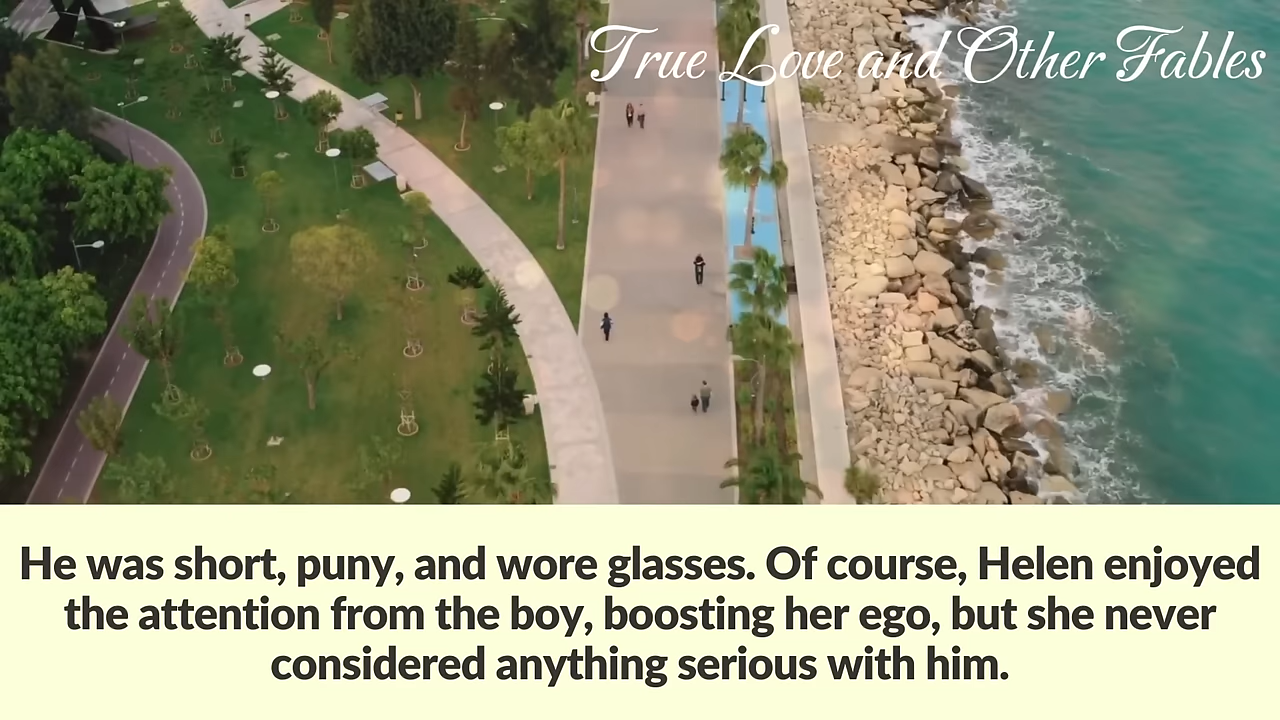 True Love and Other Fables
He was short, puny, and wore glasses. Of course, Helen enjoyed
the attention from the boy, boosting her ego, but she never
considered anything serious with him.